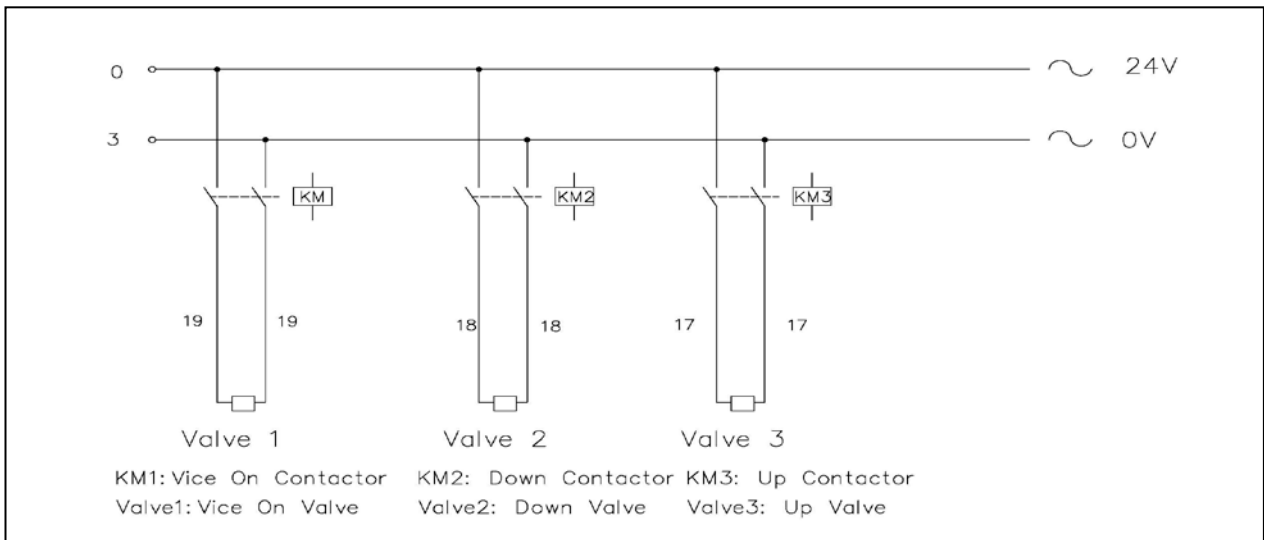 0 24V
3 0V
KM KM2 KM3
19 19 18 18 17 17
Valve 1 Valve 2 Valve 3
KM1: Vice On Contactor KM2: Down Contactor KM3: Up Contactor
Valve1: Vice On Valve Valve2: Down Valve Valve3: Up Valve